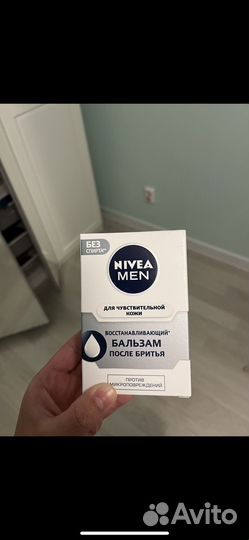 БЕЗ
СПИРТА*
NIVEA
MEN
ДЛЯ ЧУВСТВИТЕЛЬНОЙ
КОЖИ
ВОССТАНАВЛИВАЮЩИЙ*
БАЛЬЗАМ
ПОСЛЕ БРИТЬЯ
ПРОТИВ
МИКРОПОВРЕЖДЕНИЙ
Avito